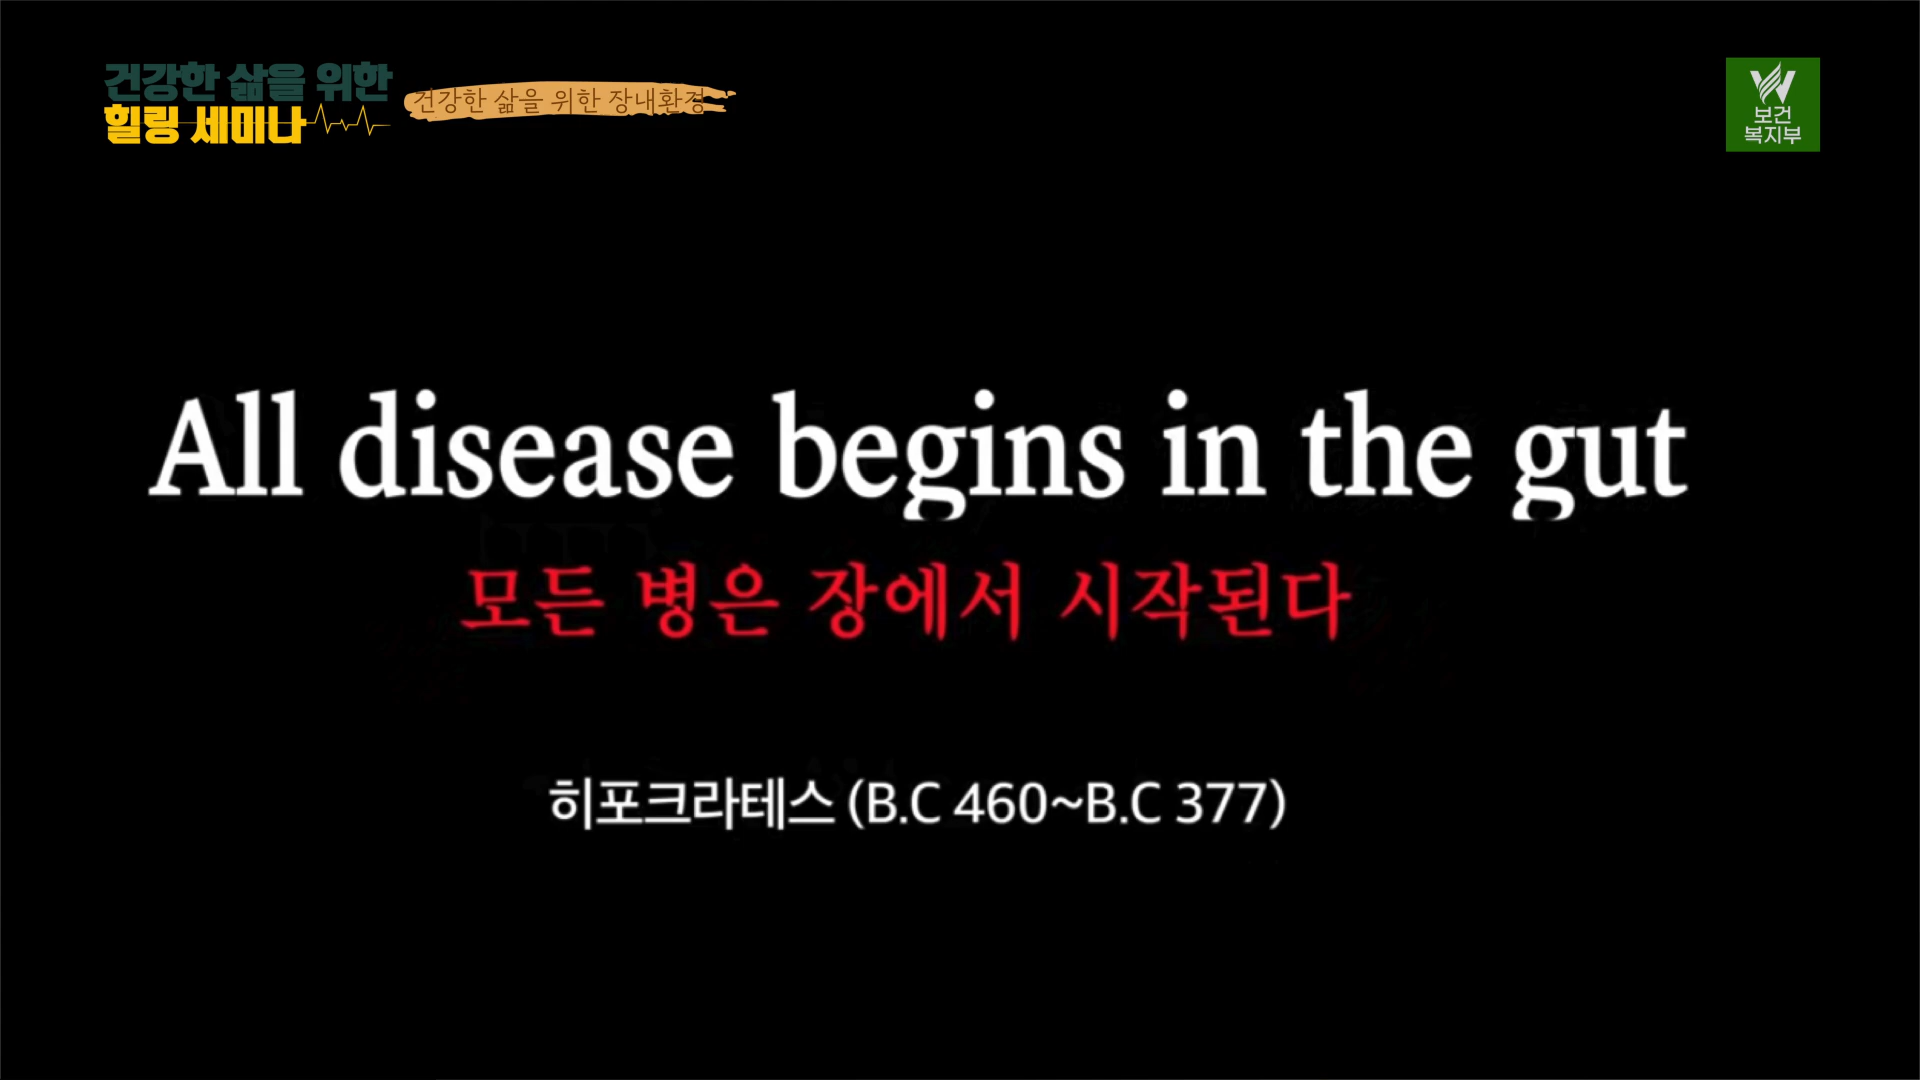 건강한 삶을 위한
힐링 세미나
건강한 삶을 위한 장내환경
보건
복지부
All disease begins in the gut
모든 병은 장에서 시작된다
히포크라테스 (B.C 460~B.C 377)